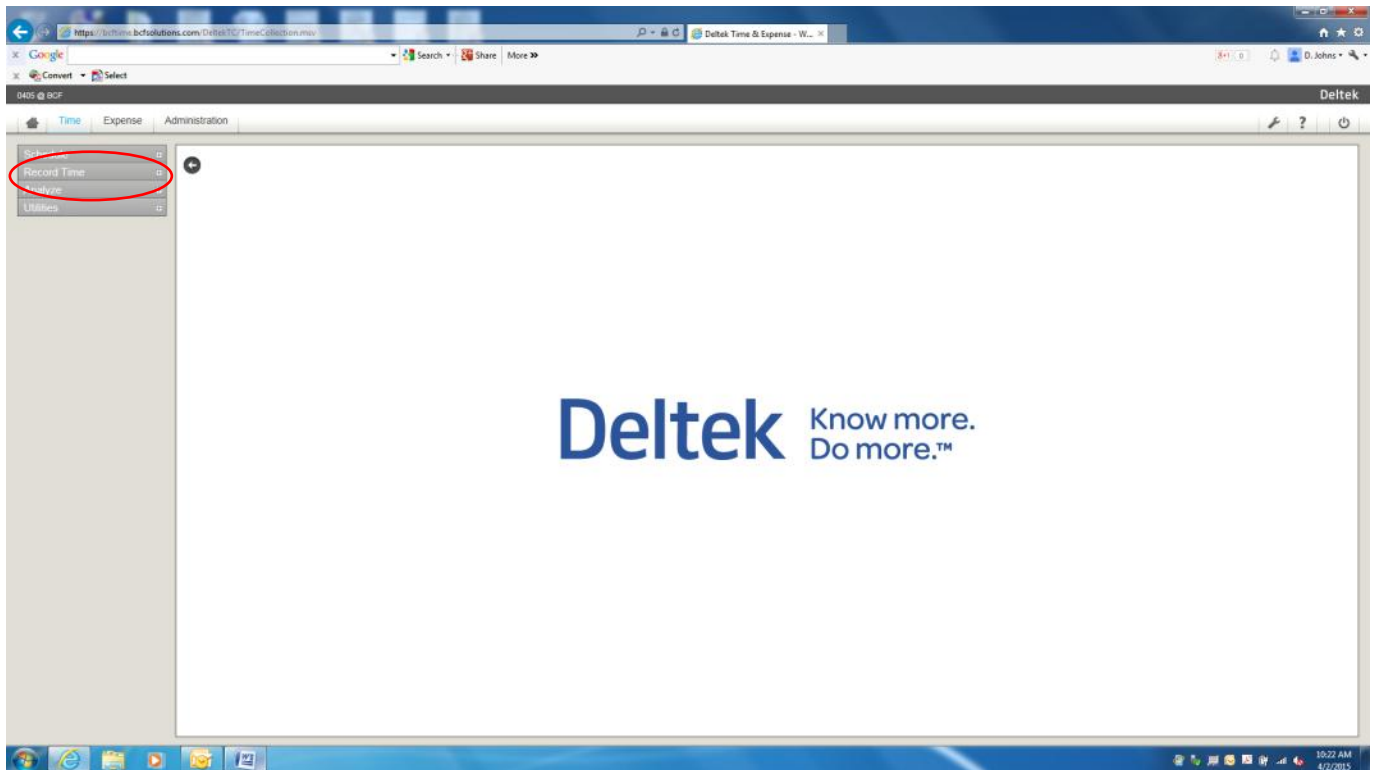 https://bcftime.bcfsolutions.com/DeltekTC/TimeCollection.msv
Deltek Time & Expense - W...
Google
Search
Share
More »
D. Johns
Convert
Select
0405 @ BCF
Deltek
Time
Expense
Administration
?
Schedule
Record Time
Analyze
Utilities
Deltek
Know more.
Do more.™
10:22 AM
4/2/2015